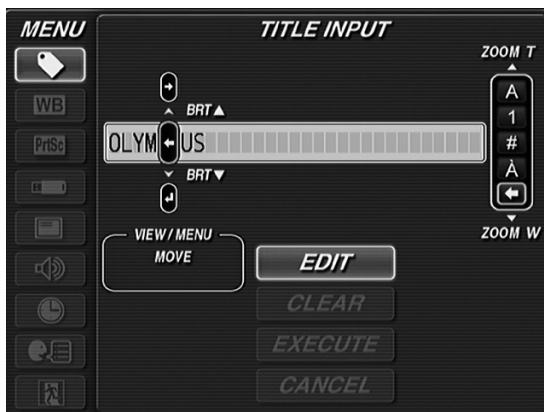 MENU
TITLE INPUT
ZOOM T
WB
BRT▲
A
1
PrtSc
OLYM US
#
À
BRT▼
ZOOM W
VIEW / MENU
MOVE
EDIT
CLEAR
EXECUTE
CANCEL